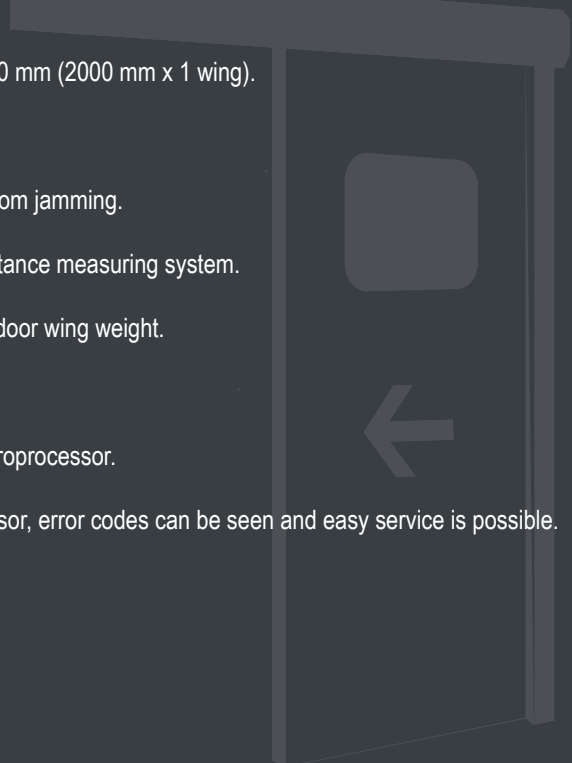 0 mm (2000 mm x 1 wing).
om jamming.
tance measuring system.
door wing weight.
roprocessor.
sor, error codes can be seen and easy service is possible.